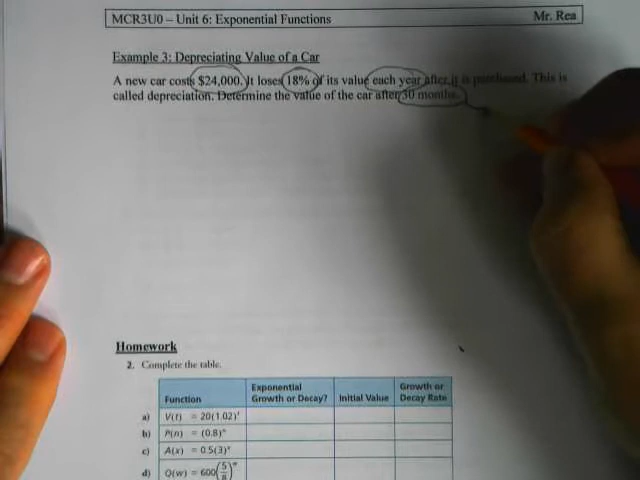 MCR3U0 – Unit 6: Exponential Functions Mr. Rea
Example 3: Depreciating Value of a Car
A new car costs $24,000. It loses 18% of its value each year after it is purchased. This is
called depreciation. Determine the value of the car after 30 months.
Homework
2. Complete the table.
Function Exponential Growth or Decay? Initial Value Growth or Decay Rate
a) V(t) = 20(1.02)ᵗ
b) P(n) = (0.8)ⁿ
c) A(x) = 0.5(3)ˣ
d) Q(w) = 600(5/8)ʷ